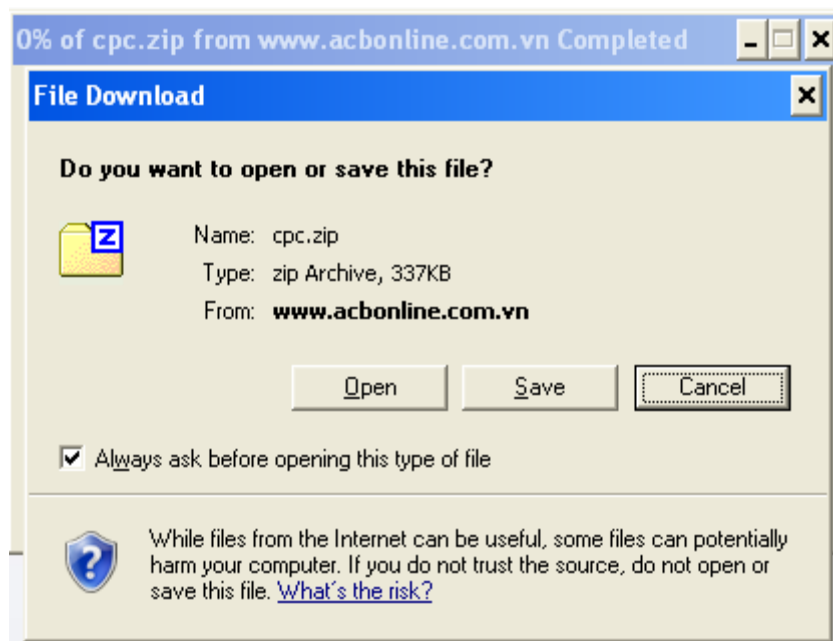 0% of cpc.zip from www.acbonline.com.vn Completed
File Download
Do you want to open or save this file?
Z
Name: cpc.zip
Type: zip Archive, 337KB
From: www.acbonline.com.vn
Open Save Cancel
Always ask before opening this type of file
While files from the Internet can be useful, some files can potentially
harm your computer. If you do not trust the source, do not open or
save this file. What's the risk?